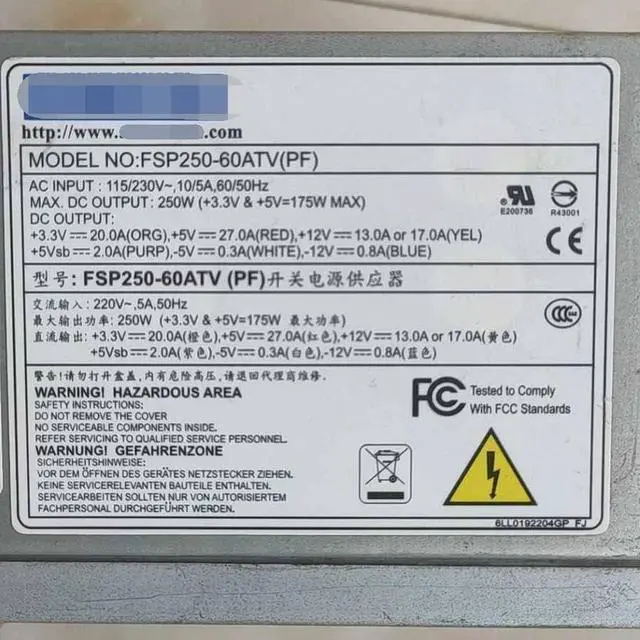 http://www. .com
MODEL NO:FSP250-60ATV(PF)
AC INPUT : 115/230V~,10/5A,60/50Hz
MAX. DC OUTPUT: 250W (+3.3V & +5V=175W MAX)
DC OUTPUT:
+3.3V⎓20.0A(ORG),+5V⎓27.0A(RED),+12V⎓13.0A or 17.0A(YEL)
+5Vsb⎓2.0A(PURP),-5V⎓0.3A(WHITE),-12V⎓0.8A(BLUE)
E200736
R43001
CE
型号: FSP250-60ATV (PF)开关电源供应器
交流输入 : 220V~,5A,50Hz
最大输出功率: 250W (+3.3V & +5V=175W 最大功率)
直流输出: +3.3V⎓20.0A(橙色),+5V⎓27.0A(红色),+12V⎓13.0A or 17.0A(黄色)
+5Vsb⎓2.0A(紫色),-5V⎓0.3A(白色),-12V⎓0.8A(蓝色)
CCC
警告!请勿打开盒盖,内有危险高压,请退回代理商维修.
WARNING! HAZARDOUS AREA
SAFETY INSTRUCTIONS:
DO NOT REMOVE THE COVER
NO SERVICEABLE COMPONENTS INSIDE.
REFER SERVICING TO QUALIFIED SERVICE PERSONNEL.
FC Tested to Comply
With FCC Standards
WARNUNG! GEFAHRENZONE
SICHERHEITSHINWEISE:
VOR DEM ÖFFNEN DES GERÄTES NETZSTECKER ZIEHEN.
KEINE SERVICERELEVANTEN BAUTEILE ENTHALTEN.
SERVICEARBEITEN SOLLTEN NUR VON AUTORISIERTEM
FACHPERSONAL DURCHGEFÜHRT WERDEN.
6LL0192204GP FJ